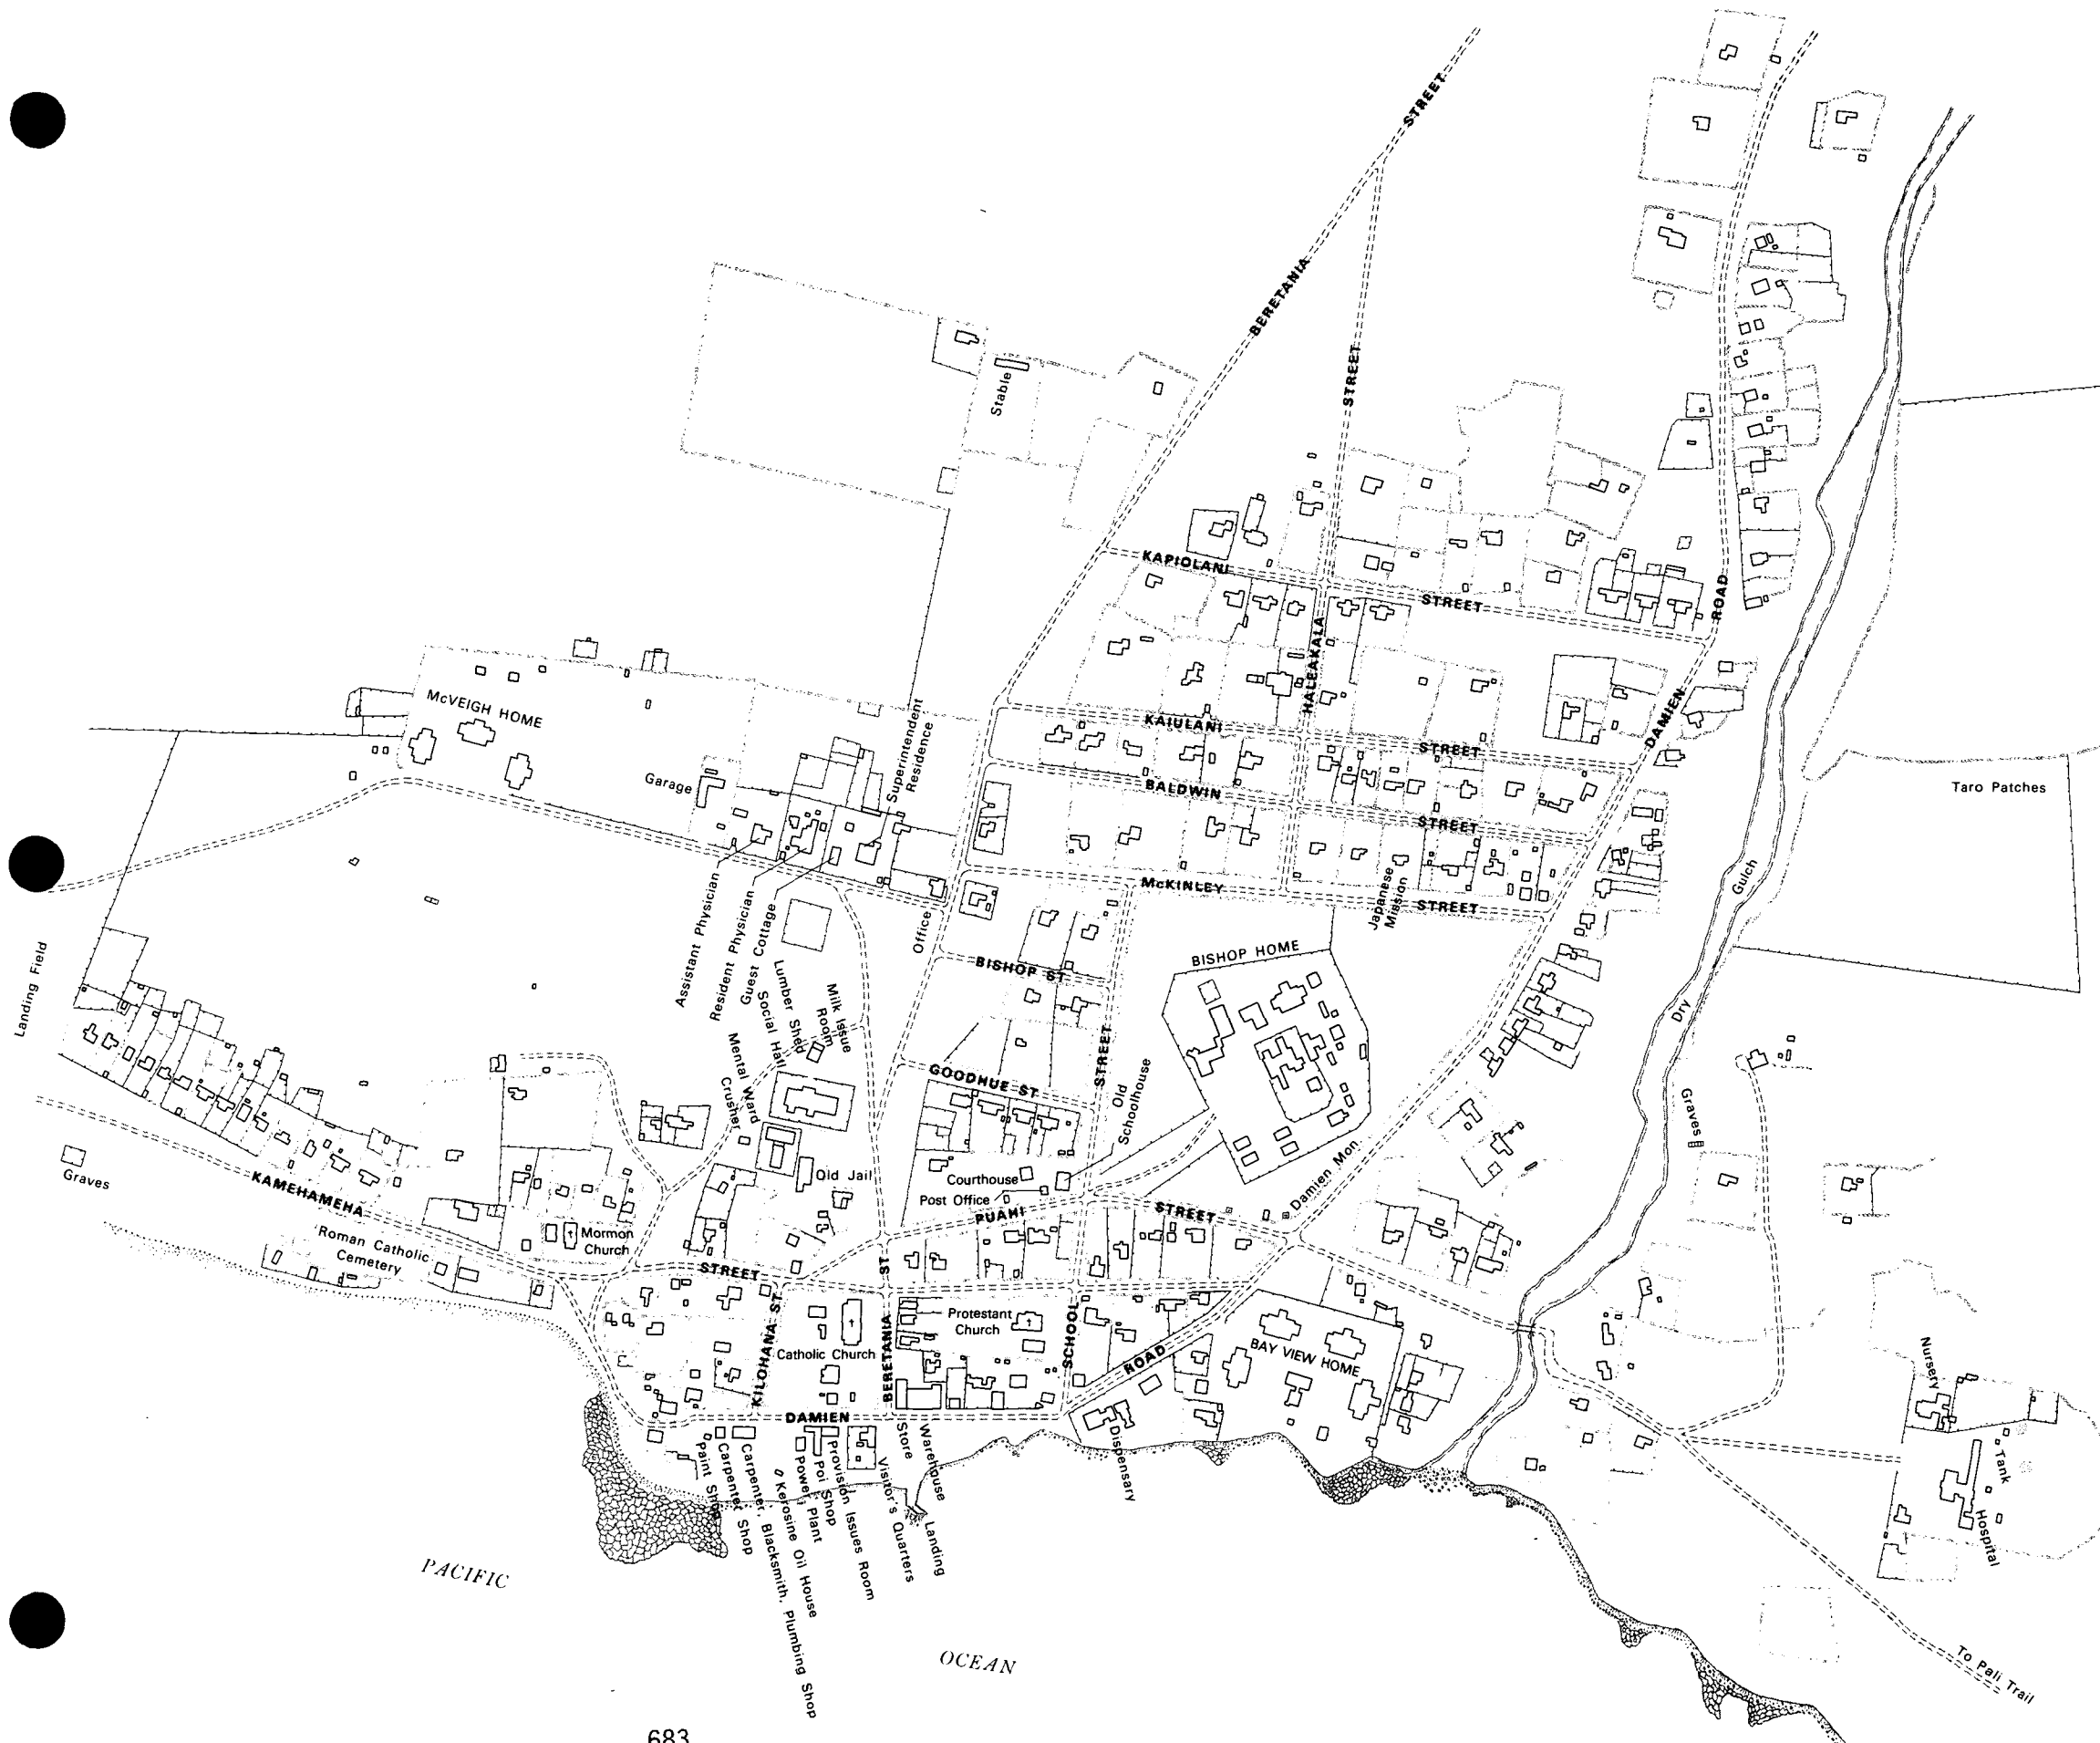 STREET
BERETANIA
STREET
Stable
KAPIOLANI
STREET
ROAD
HALEAKALA
McVEIGH HOME
Superintendent
Residence
KAIULANI
STREET
DAMIEN
Garage
BALDWIN
STREET
Taro Patches
McKINLEY
STREET
Japanese
Mission
Gulch
Dry
Assistant Physician
Resident Physician
Guest Cottage
Office
Landing Field
BISHOP ST
BISHOP HOME
Lumber Shed
Social Hall
Milk Issue
Room
Mental Ward
Crusher
GOODHUE ST
STREET
Old
Schoolhouse
Graves
Old Jail
Courthouse
Post Office
PUAHI
STREET
Damien Mon.
Graves
KAMEHAMEHA
Roman Catholic
Cemetery
Mormon
Church
STREET
KILOHANA ST
BERETANIA ST
Catholic Church
Protestant
Church
SCHOOL
ROAD
BAY VIEW HOME
Nursery
DAMIEN
Paint Shop
Carpenter Shop
Carpenter, Blacksmith, Plumbing Shop
Kerosine Oil House
Power Plant
Poi Shop
Provision Issues Room
Visitor's Quarters
Store
Warehouse
Landing
Dispensary
Tank
Hospital
PACIFIC
OCEAN
To Pali Trail
683